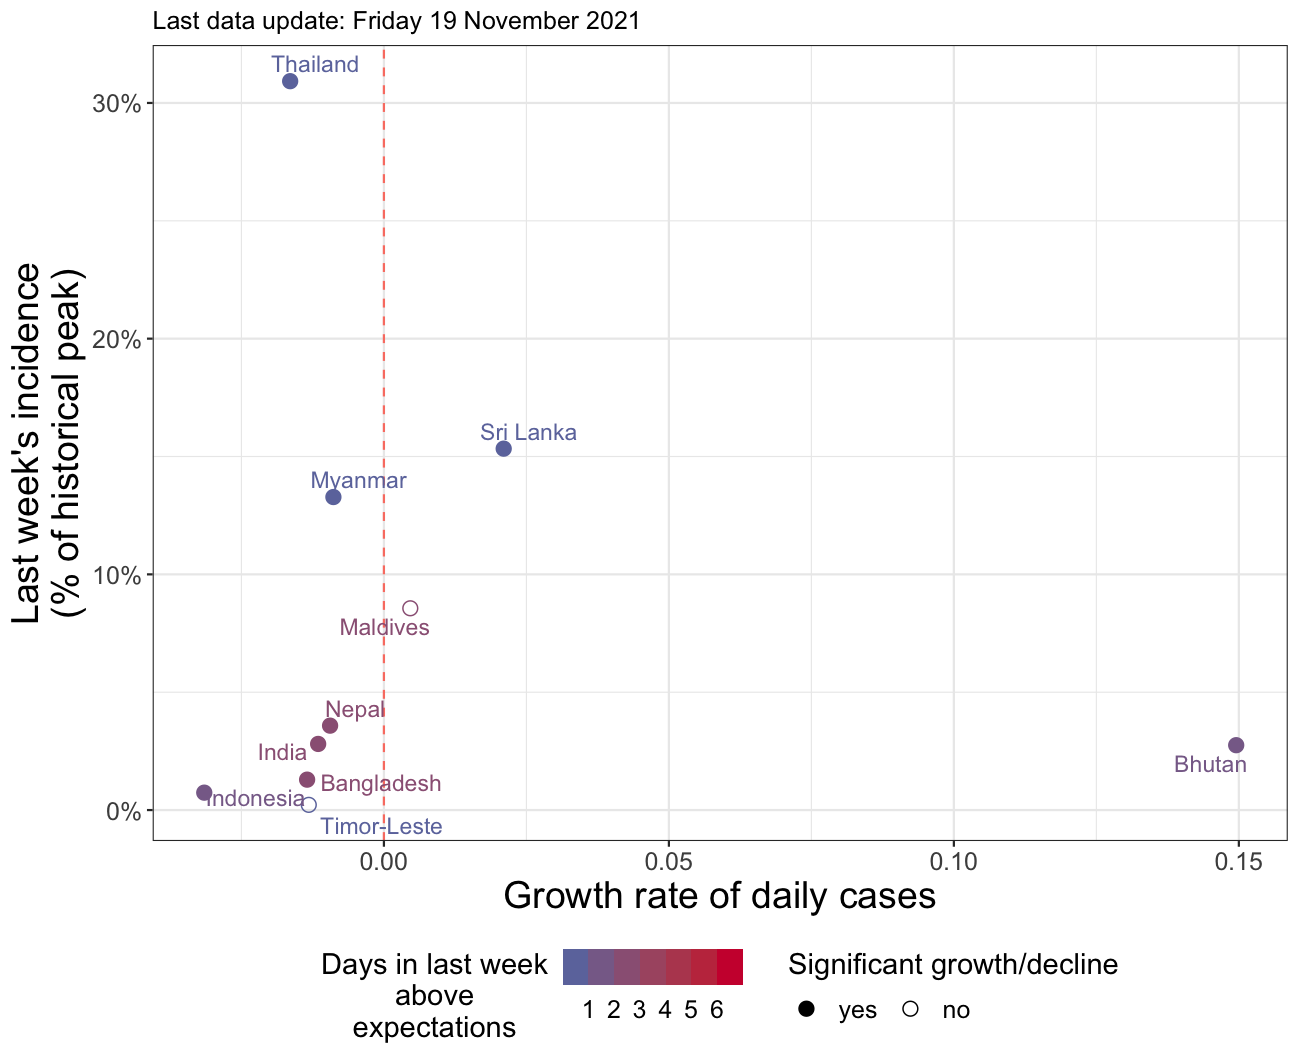 Last data update: Friday 19 November 2021
Thailand
30%
20%
Sri Lanka
Myanmar
10%
Maldives
Nepal
India
Bhutan
Bangladesh
Indonesia
0%
Timor-Leste
Last week's incidence
(% of historical peak)
0.00 0.05 0.10 0.15
Growth rate of daily cases
Days in last week
above
expectations
1 2 3 4 5 6
Significant growth/decline
yes no